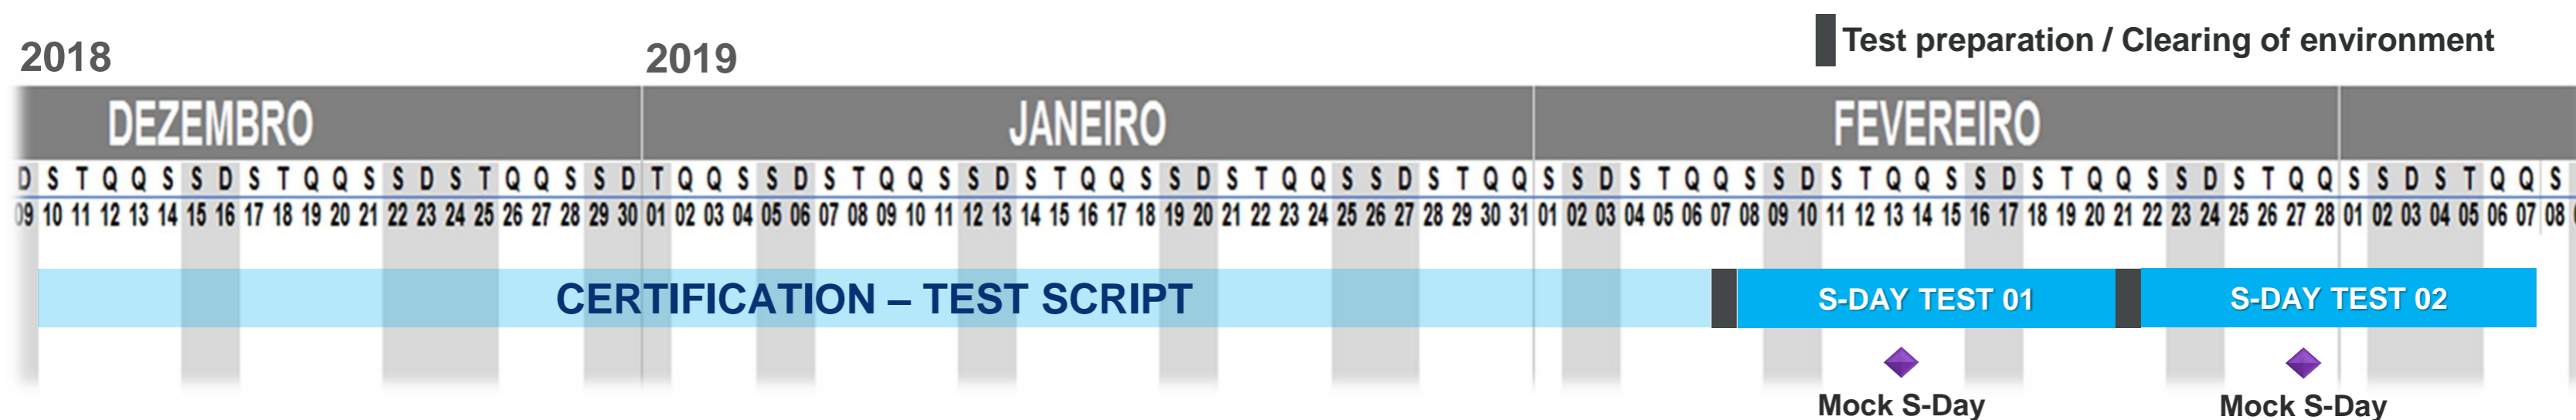 2018 2019 Test preparation / Clearing of environment
DEZEMBRO JANEIRO FEVEREIRO
D S T Q Q S S D S T Q Q S S D S T Q Q S S D T Q Q S S D S T Q Q S S D S T Q Q S S D S T Q Q S S D S T Q Q S S D S T Q Q S S D S T Q Q S S D S T Q Q S S D S T Q Q S S D S T Q Q S
09 10 11 12 13 14 15 16 17 18 19 20 21 22 23 24 25 26 27 28 29 30 01 02 03 04 05 06 07 08 09 10 11 12 13 14 15 16 17 18 19 20 21 22 23 24 25 26 27 28 29 30 31 01 02 03 04 05 06 07 08 09 10 11 12 13 14 15 16 17 18 19 20 21 22 23 24 25 26 27 28 01 02 03 04 05 06 07 08
CERTIFICATION – TEST SCRIPT S-DAY TEST 01 S-DAY TEST 02
Mock S-Day Mock S-Day